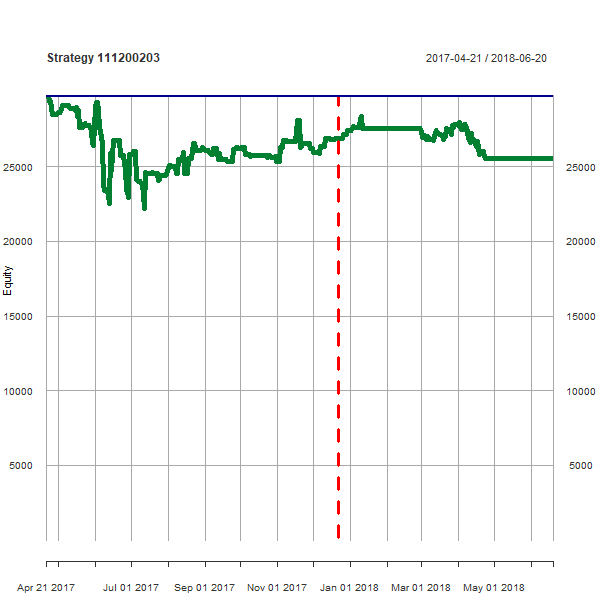 Strategy 111200203
2017-04-21 / 2018-06-20
25000
25000
20000
20000
Equity
15000
15000
10000
10000
5000
5000
Apr 21 2017
Jul 01 2017
Sep 01 2017
Nov 01 2017
Jan 01 2018
Mar 01 2018
May 01 2018